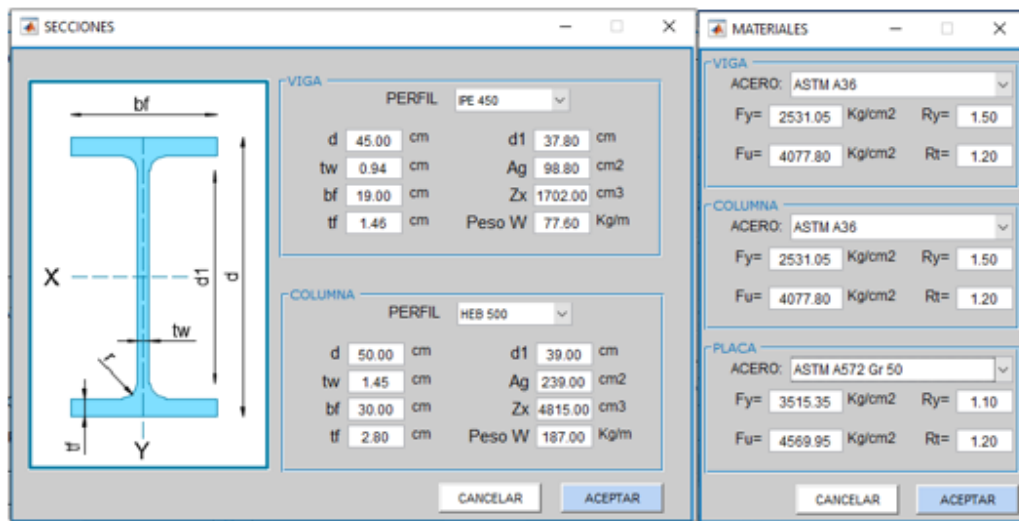 SECCIONES
bf
X
d1
d
tw
r
tf
Y
VIGA
PERFIL IPE 450
d 45.00 cm d1 37.80 cm
tw 0.94 cm Ag 98.80 cm2
bf 19.00 cm Zx 1702.00 cm3
tf 1.46 cm Peso W 77.60 Kg/m
COLUMNA
PERFIL HEB 500
d 50.00 cm d1 39.00 cm
tw 1.45 cm Ag 239.00 cm2
bf 30.00 cm Zx 4815.00 cm3
tf 2.80 cm Peso W 187.00 Kg/m
CANCELAR ACEPTAR
MATERIALES
VIGA
ACERO: ASTM A36
Fy= 2531.05 Kg/cm2 Ry= 1.50
Fu= 4077.80 Kg/cm2 Rt= 1.20
COLUMNA
ACERO: ASTM A36
Fy= 2531.05 Kg/cm2 Ry= 1.50
Fu= 4077.80 Kg/cm2 Rt= 1.20
PLACA
ACERO: ASTM A572 Gr 50
Fy= 3515.35 Kg/cm2 Ry= 1.10
Fu= 4569.95 Kg/cm2 Rt= 1.20
CANCELAR ACEPTAR